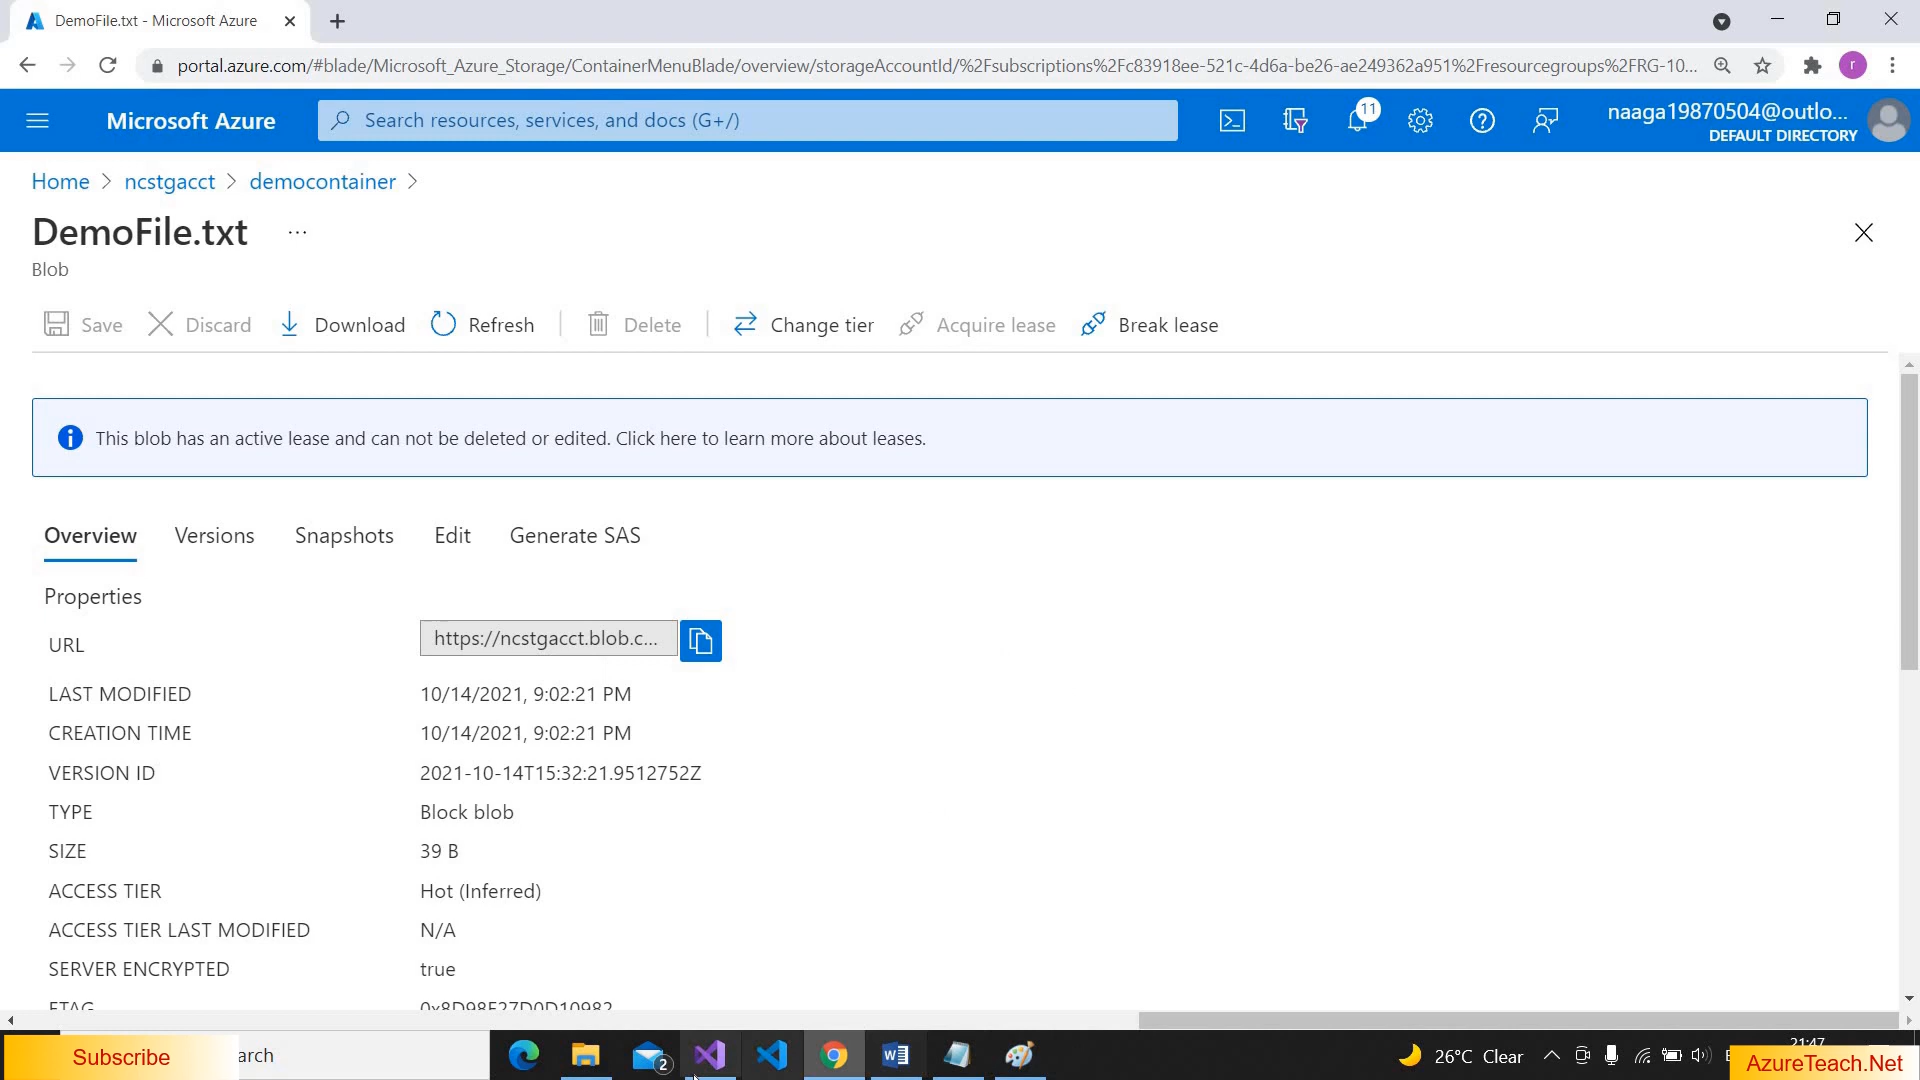 DemoFile.txt - Microsoft Azure
portal.azure.com/#blade/Microsoft_Azure_Storage/ContainerMenuBlade/overview/storageAccountId/%2Fsubscriptions%2Fc83918ee-521c-4d6a-be26-ae249362a951%2Fresourcegroups%2FRG-10...
r
Microsoft Azure
Search resources, services, and docs (G+/)
11
naaga19870504@outlo...
DEFAULT DIRECTORY
Home > ncstgacct > democontainer >
DemoFile.txt ...
Blob
Save Discard Download Refresh Delete Change tier Acquire lease Break lease
This blob has an active lease and can not be deleted or edited. Click here to learn more about leases.
Overview Versions Snapshots Edit Generate SAS
Properties
URL https://ncstgacct.blob.c...
LAST MODIFIED 10/14/2021, 9:02:21 PM
CREATION TIME 10/14/2021, 9:02:21 PM
VERSION ID 2021-10-14T15:32:21.9512752Z
TYPE Block blob
SIZE 39 B
ACCESS TIER Hot (Inferred)
ACCESS TIER LAST MODIFIED N/A
SERVER ENCRYPTED true
ETAG 0x8D98F27D0D10982
Subscribe
arch
2
26°C Clear
21:47
AzureTeach.Net